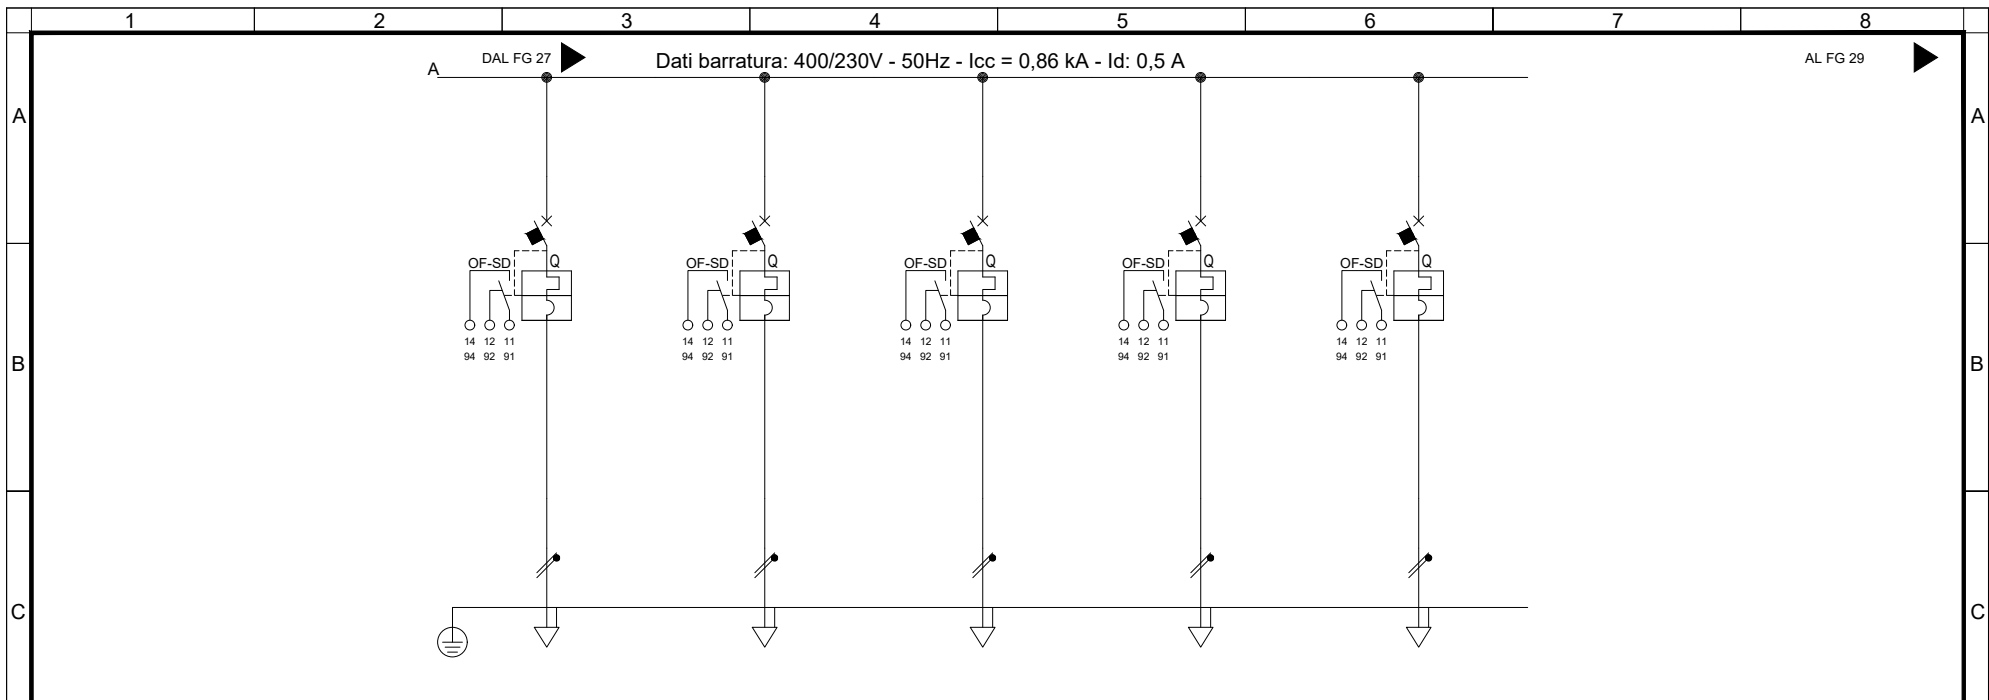 1 2 3 4 5 6 7 8
DAL FG 27 Dati barratura: 400/230V - 50Hz - Icc = 0,86 kA - Id: 0,5 A AL FG 29
A
A A
OF-SD Q OF-SD Q OF-SD Q OF-SD Q OF-SD Q
14 12 11 14 12 11 14 12 11 14 12 11 14 12 11
94 92 91 94 92 91 94 92 91 94 92 91 94 92 91
B B
C C